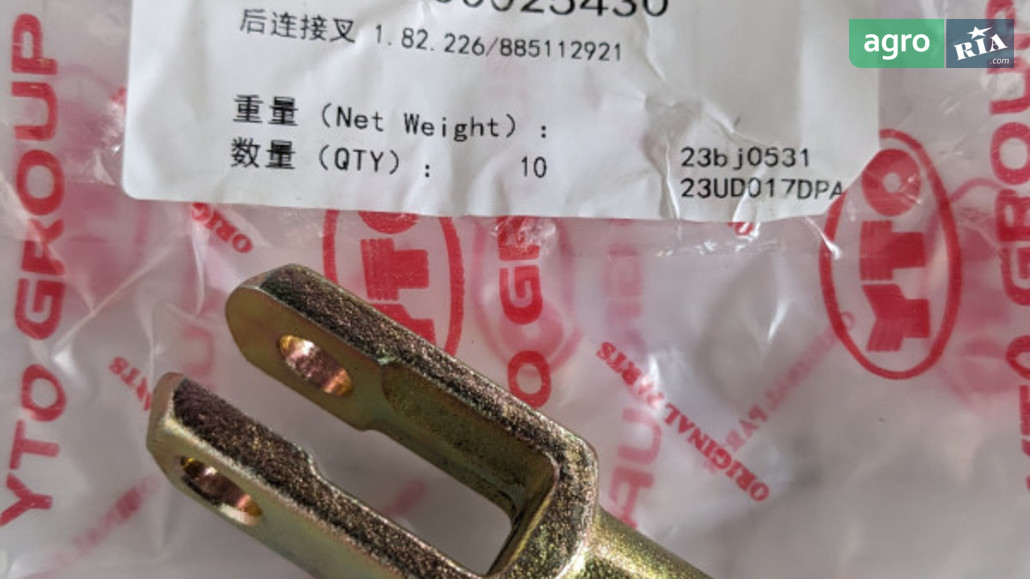 后连接叉 1.82.226/885112921
重量 (Net Weight) :
数量 (QTY) : 10
23bj0531
23UD017DPA
agro RIA .com
YTO GROUP
YTO
ORIGINAL PARTS